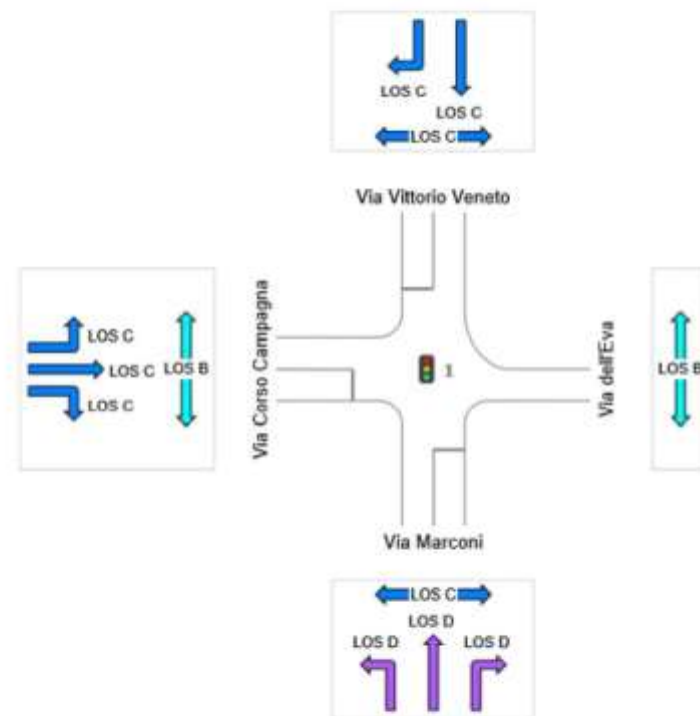 LOS C
LOS C
LOS C
Via Vittorio Veneto
Via Corso Campagna
LOS C
LOS C
LOS B
LOS C
1
Via dell'Eva
LOS B
Via Marconi
LOS C
LOS D
LOS D
LOS D